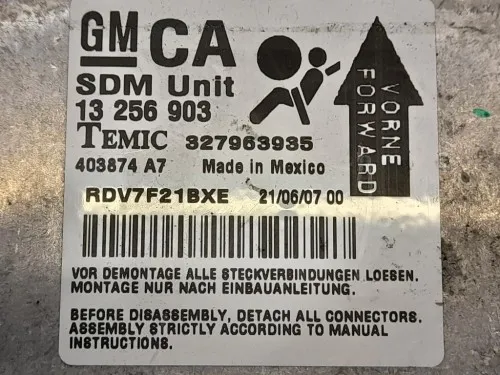 GM CA
SDM Unit
13 256 903
TEMIC 327963935
403874 A7 Made in Mexico
RDV7F21BXE 21/06/07 00
VORNE
FORWARD
VOR DEMONTAGE ALLE STECKVERBINDUNGEN LOESEN.
MONTAGE NUR NACH EINBAUANLEITUNG.
BEFORE DISASSEMBLY, DETACH ALL CONNECTORS.
ASSEMBLY STRICTLY ACCORDING TO MANUAL
INSTRUCTIONS.